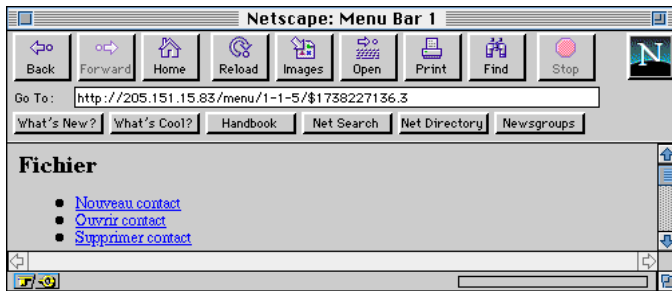 Netscape: Menu Bar 1
Back Forward Home Reload Images Open Print Find Stop N
Go To: http://205.151.15.83/menu/1-1-5/$1738227136.3
What's New? What's Cool? Handbook Net Search Net Directory Newsgroups
Fichier
Nouveau contact
Ouvrir contact
Supprimer contact